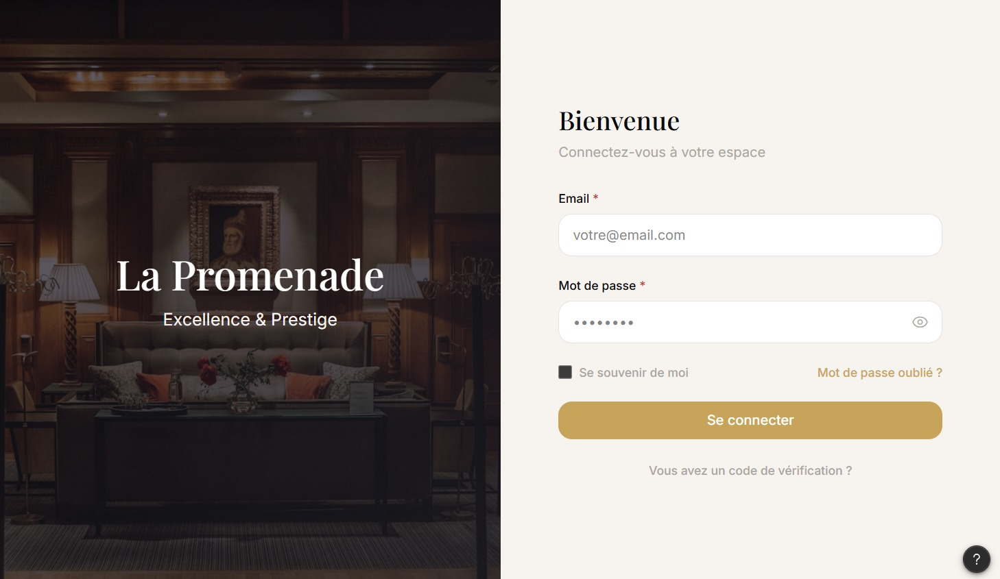 La Promenade
Excellence & Prestige
Bienvenue
Connectez-vous à votre espace
Email *
votre@email.com
Mot de passe *
••••••••
Se souvenir de moi
Mot de passe oublié ?
Se connecter
Vous avez un code de vérification ?
?